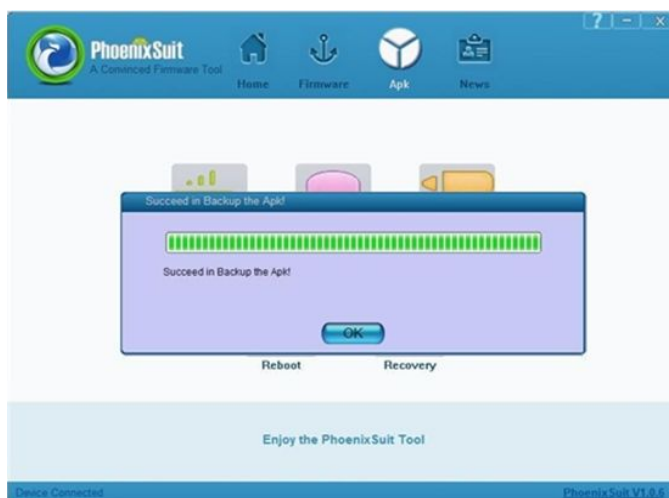 PhoenixSuit
A Convinced Firmware Tool
Home
Firmware
Apk
News
? - x
Succeed in Backup the Apk!
Succeed in Backup the Apk!
OK
Reboot
Recovery
Enjoy the PhoenixSuit Tool
Device Connected
PhoenixSuit V1.0.6